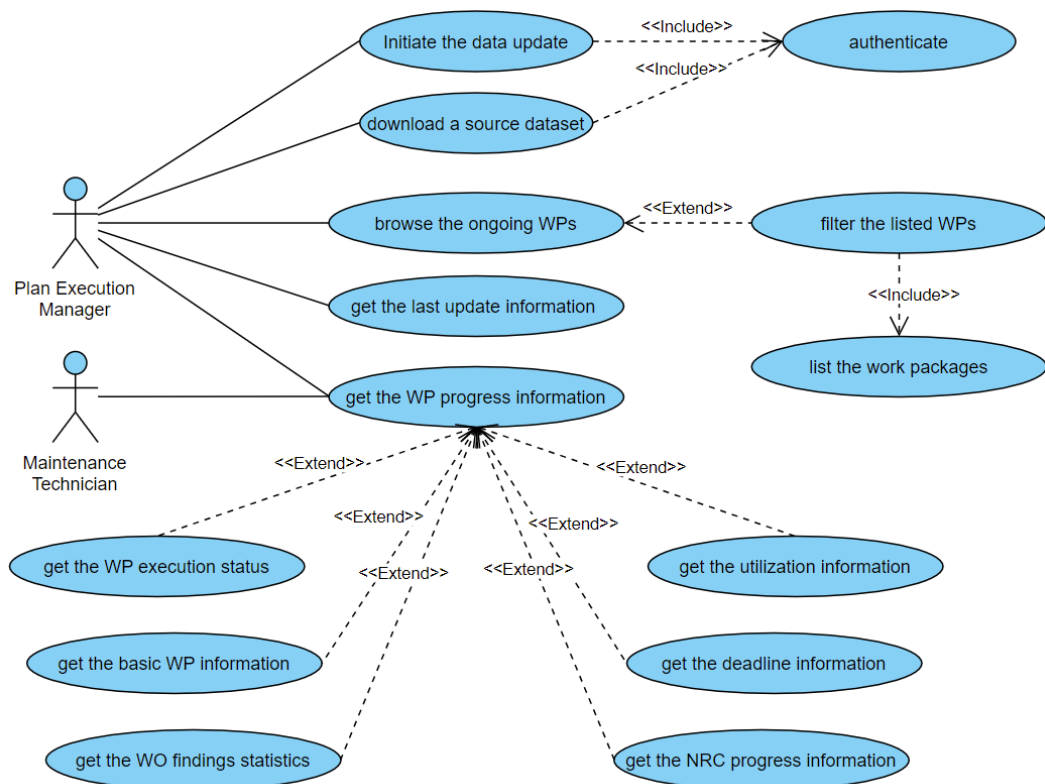 Initiate the data update
<<Include>>
authenticate
<<Include>>
download a source dataset
browse the ongoing WPs
<<Extend>>
filter the listed WPs
Plan Execution
Manager
get the last update information
<<Include>>
list the work packages
get the WP progress information
Maintenance
Technician
<<Extend>>
<<Extend>>
<<Extend>>
<<Extend>>
<<Extend>>
<<Extend>>
get the WP execution status
get the utilization information
get the basic WP information
get the deadline information
get the WO findings statistics
get the NRC progress information